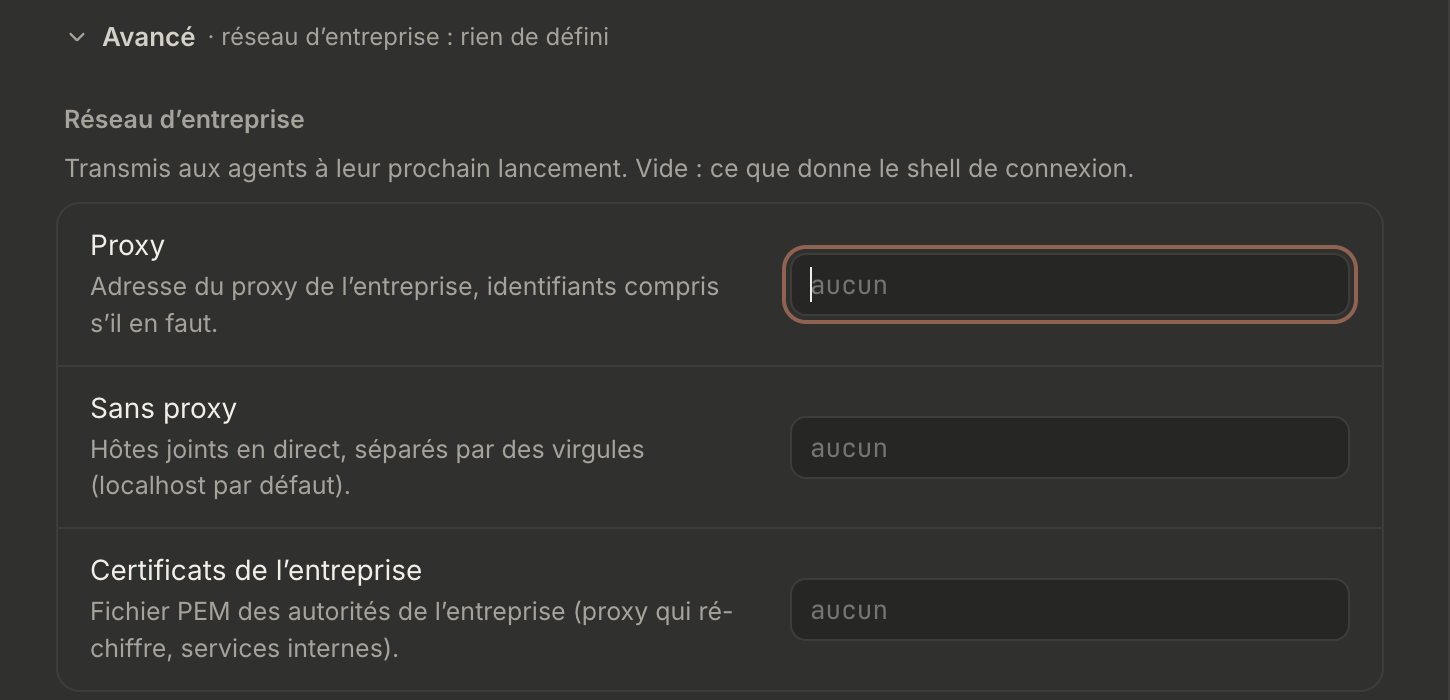 Avancé · réseau d’entreprise : rien de défini
Réseau d’entreprise
Transmis aux agents à leur prochain lancement. Vide : ce que donne le shell de connexion.
Proxy
Adresse du proxy de l’entreprise, identifiants compris
s’il en faut.
aucun
Sans proxy
Hôtes joints en direct, séparés par des virgules
(localhost par défaut).
aucun
Certificats de l’entreprise
Fichier PEM des autorités de l’entreprise (proxy qui ré-
chiffre, services internes).
aucun